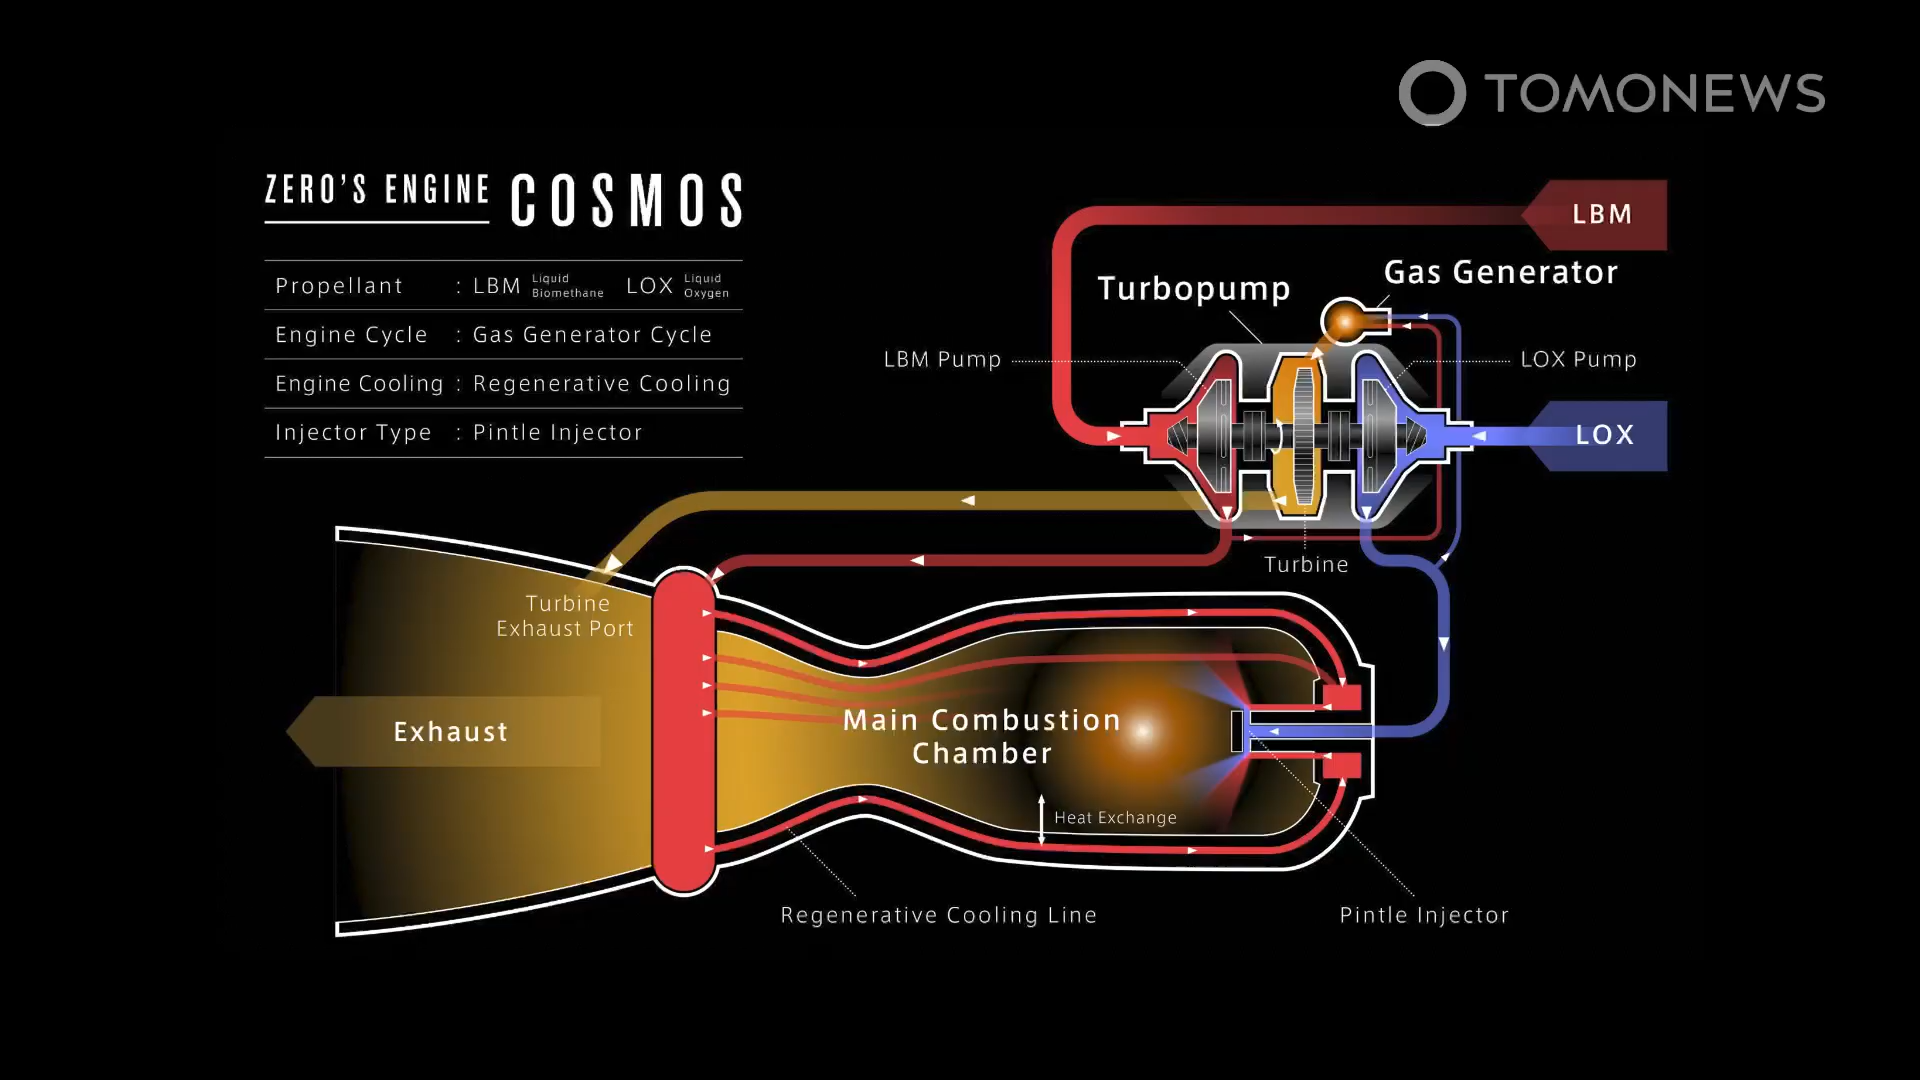 TOMONEWS
ZERO'S ENGINE COSMOS
Propellant : LBM Liquid Biomethane LOX Liquid Oxygen
Engine Cycle : Gas Generator Cycle
Engine Cooling : Regenerative Cooling
Injector Type : Pintle Injector
LBM
Gas Generator
Turbopump
LBM Pump
LOX Pump
LOX
Turbine
Turbine
Exhaust Port
Exhaust
Main Combustion
Chamber
Heat Exchange
Regenerative Cooling Line
Pintle Injector